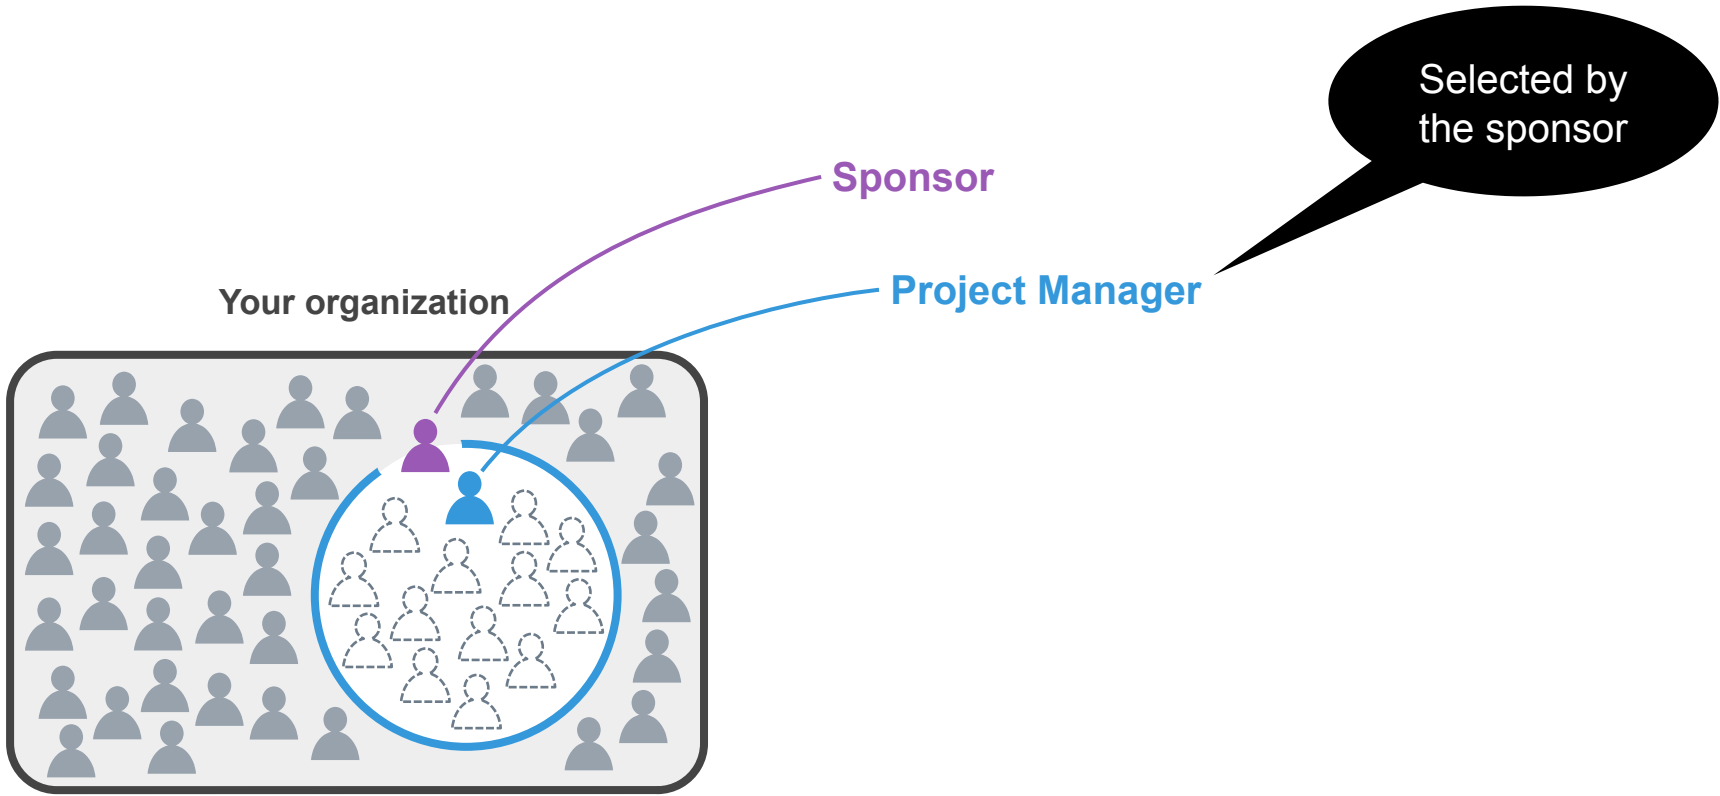 Selected by
the sponsor
Sponsor
Project Manager
Your organization